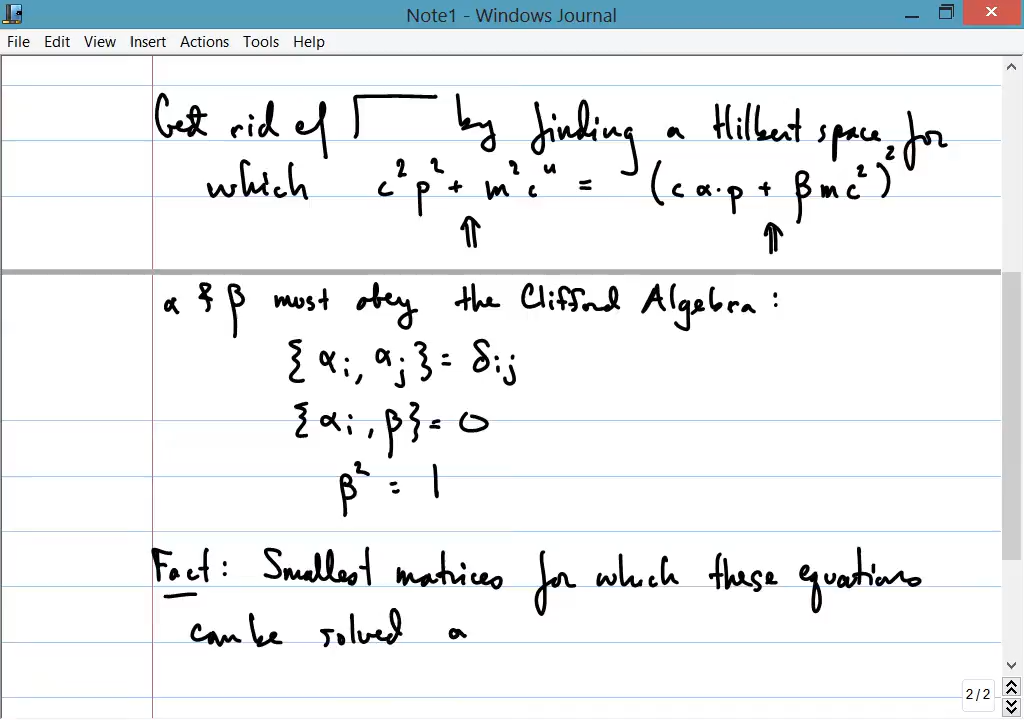 Note1 - Windows Journal
File Edit View Insert Actions Tools Help
Get rid of √ by finding a Hilbert space for
which c²p² + m²c⁴ = (c α·p + β mc²)²
⇑ ⇑
α & β must obey the Clifford Algebra :
{ αi, αj } = δij
{ αi, β } = 0
β² = 1
Fact : Smallest matrices for which these equations
can be solved a
2 / 2